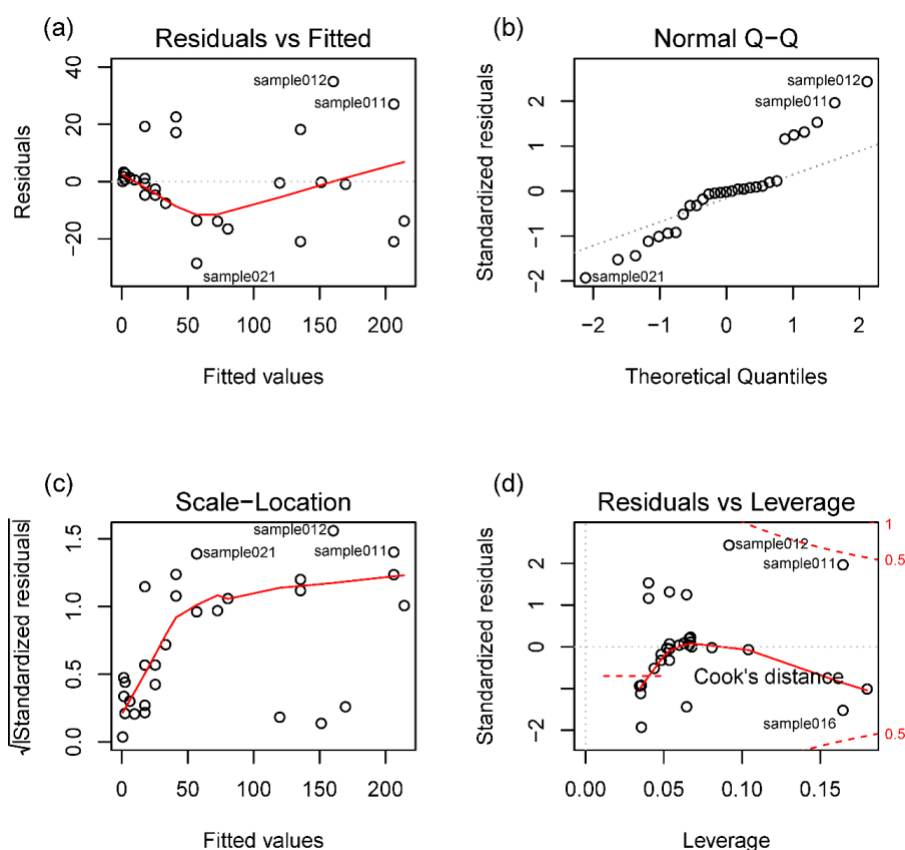 (a)
Residuals vs Fitted
Residuals
40
20
0
−20
sample012
sample011
sample021
0 50 100 150 200
Fitted values
(b)
Normal Q−Q
Standardized residuals
2
1
0
−1
−2
sample012
sample011
sample021
−2 −1 0 1 2
Theoretical Quantiles
(c)
Scale−Location
√|Standardized residuals|
1.5
1.0
0.5
0.0
sample012
sample021
sample011
0 50 100 150 200
Fitted values
(d)
Residuals vs Leverage
Standardized residuals
2
1
0
−1
−2
1
0.5
0.5
sample012
sample011
Cook's distance
sample016
0.00 0.05 0.10 0.15
Leverage